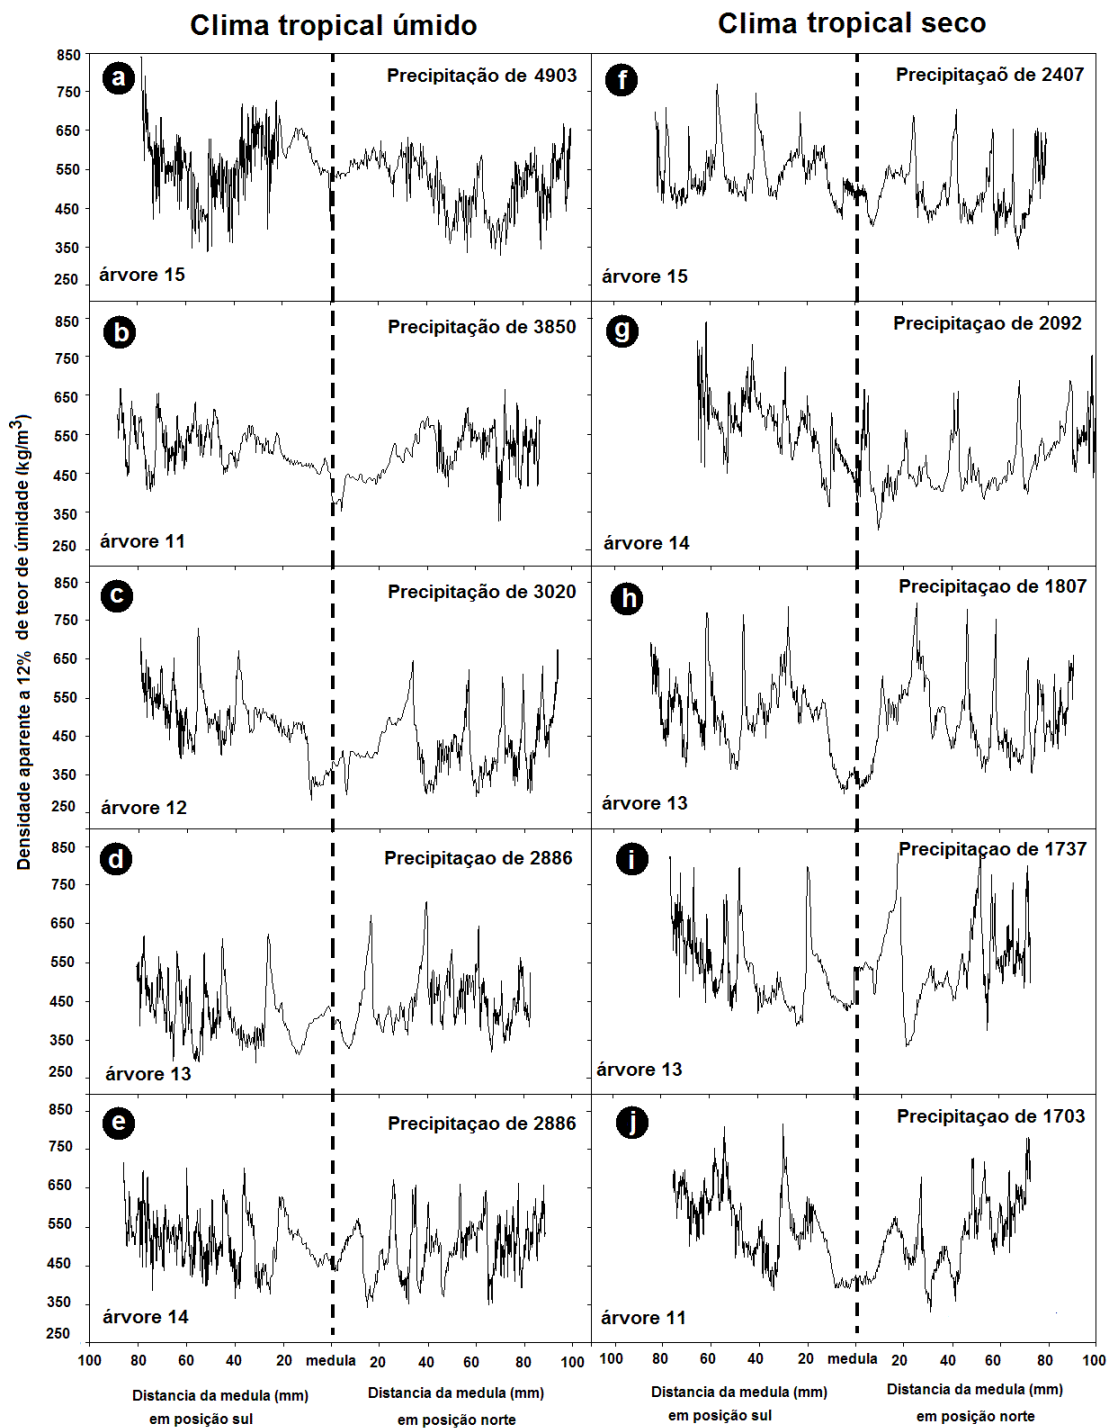 Clima tropical úmido
Clima tropical seco
Densidade aparente a 12% de teor de úmidade (kg/m³)
850
750
650
550
450
350
250
a
Precipitação de 4903
árvore 15
f
Precipitaçaõ de 2407
árvore 15
850
750
650
550
450
350
250
b
Precipitação de 3850
árvore 11
g
Precipitaçao de 2092
árvore 14
850
750
650
550
450
350
250
c
Precipitação de 3020
árvore 12
h
Precipitaçao de 1807
árvore 13
850
750
650
550
450
350
250
d
Precipitaçao de 2886
árvore 13
i
Precipitaçao de 1737
árvore 13
850
750
650
550
450
350
250
e
Precipitaçao de 2886
árvore 14
j
Precipitaçao de 1703
árvore 11
100 80 60 40 20 medula 20 40 60 80 100
100 80 60 40 20 medula 20 40 60 80 100
Distancia da medula (mm)
em posição sul
Distancia da medula (mm)
em posição norte
Distancia da medula (mm)
em posição sul
Distancia da medula (mm)
em posição norte